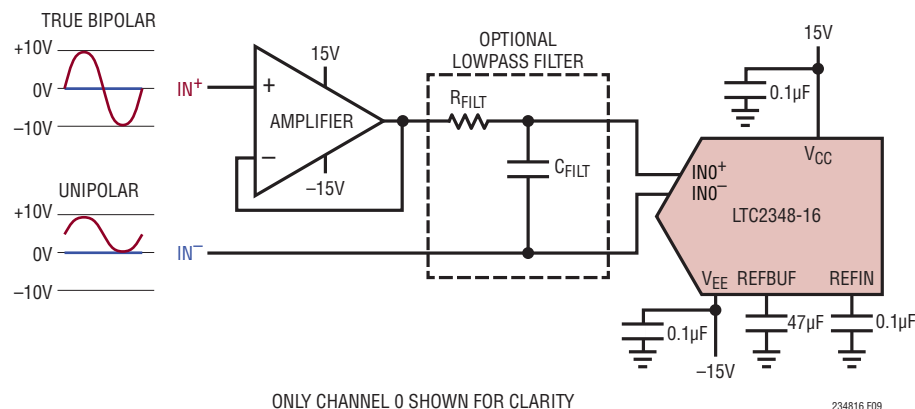 TRUE BIPOLAR
+10V
0V
–10V
IN+
UNIPOLAR
+10V
0V
–10V
IN–
15V
+
AMPLIFIER
–
–15V
OPTIONAL
LOWPASS FILTER
RFILT
CFILT
15V
0.1µF
VCC
IN0+
IN0–
LTC2348-16
VEE REFBUF REFIN
0.1µF
47µF
0.1µF
–15V
ONLY CHANNEL 0 SHOWN FOR CLARITY
234816 F09